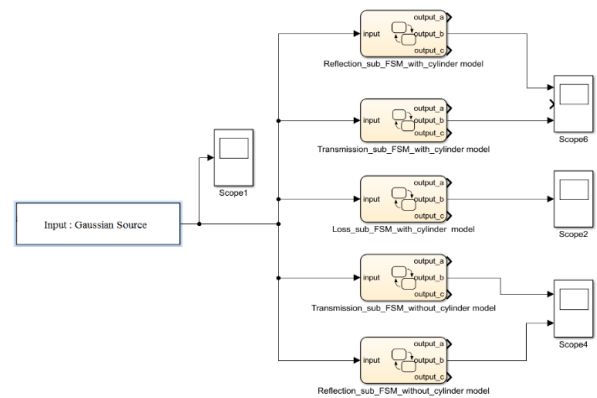 output_a
input
output_b
output_c
Reflection_sub_FSM_with_cylinder model
Scope6
output_a
input
output_b
output_c
Transmission_sub_FSM_with_cylinder model
Scope1
output_a
input
output_b
output_c
Loss_sub_FSM_with_cylinder model
Scope2
Input : Gaussian Source
output_a
input
output_b
output_c
Transmission_sub_FSM_without_cylinder model
Scope4
output_a
input
output_b
output_c
Reflection_sub_FSM_without_cylinder model